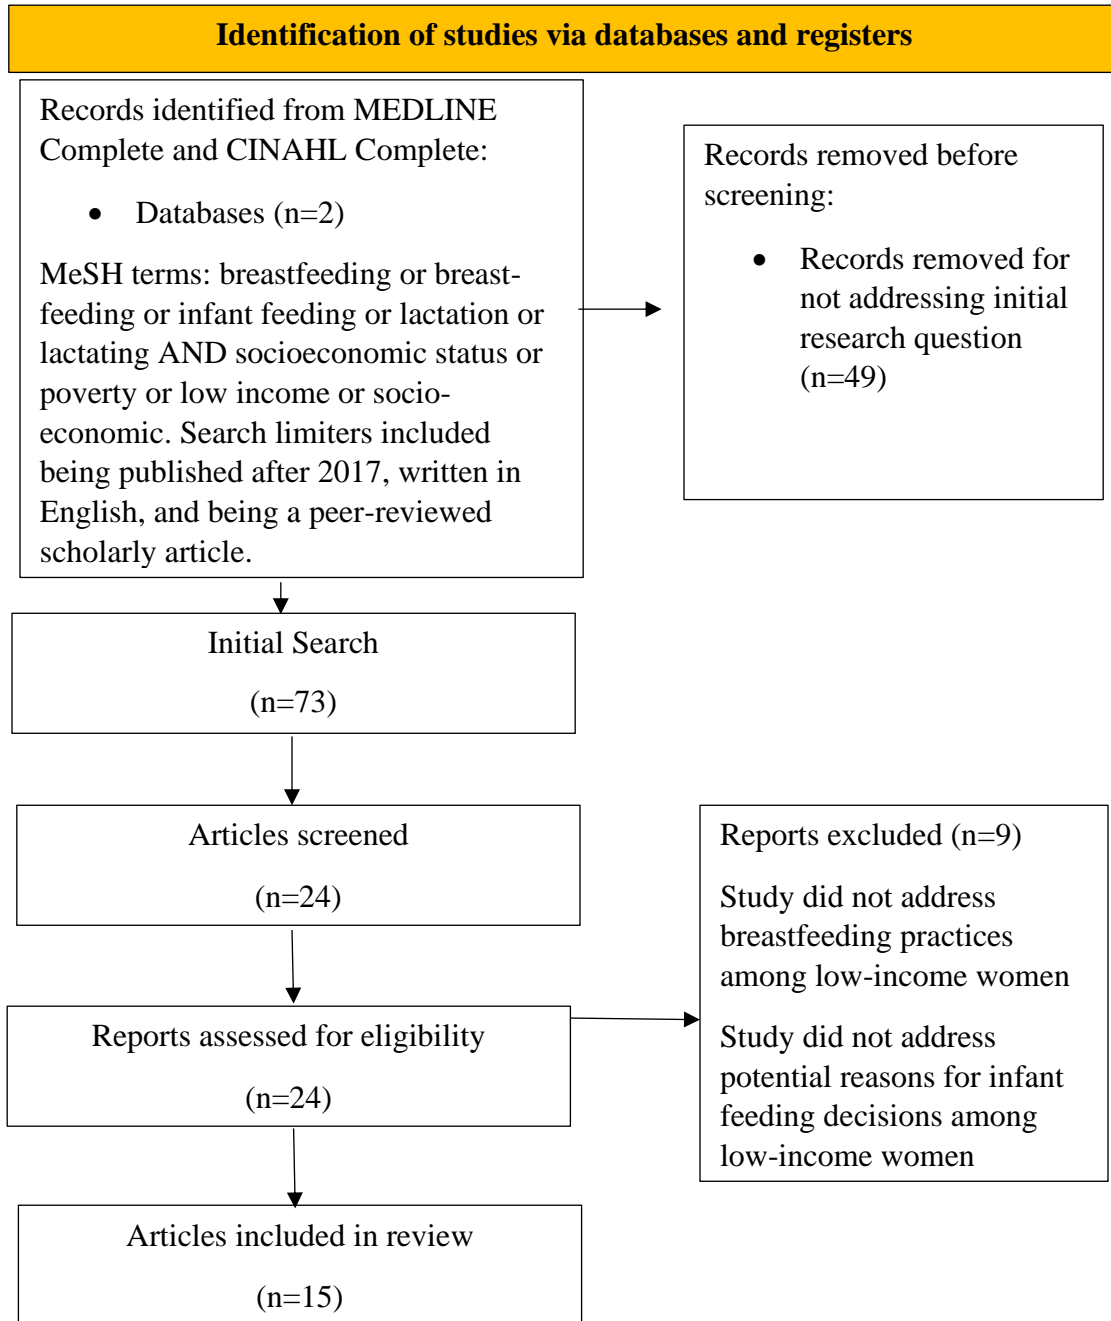 Identification of studies via databases and registers
Records identified from MEDLINE
Complete and CINAHL Complete:
• Databases (n=2)
MeSH terms: breastfeeding or breast-
feeding or infant feeding or lactation or
lactating AND socioeconomic status or
poverty or low income or socio-
economic. Search limiters included
being published after 2017, written in
English, and being a peer-reviewed
scholarly article.
Records removed before
screening:
• Records removed for
not addressing initial
research question
(n=49)
Initial Search
(n=73)
Articles screened
(n=24)
Reports assessed for eligibility
(n=24)
Reports excluded (n=9)
Study did not address
breastfeeding practices
among low-income women
Study did not address
potential reasons for infant
feeding decisions among
low-income women
Articles included in review
(n=15)